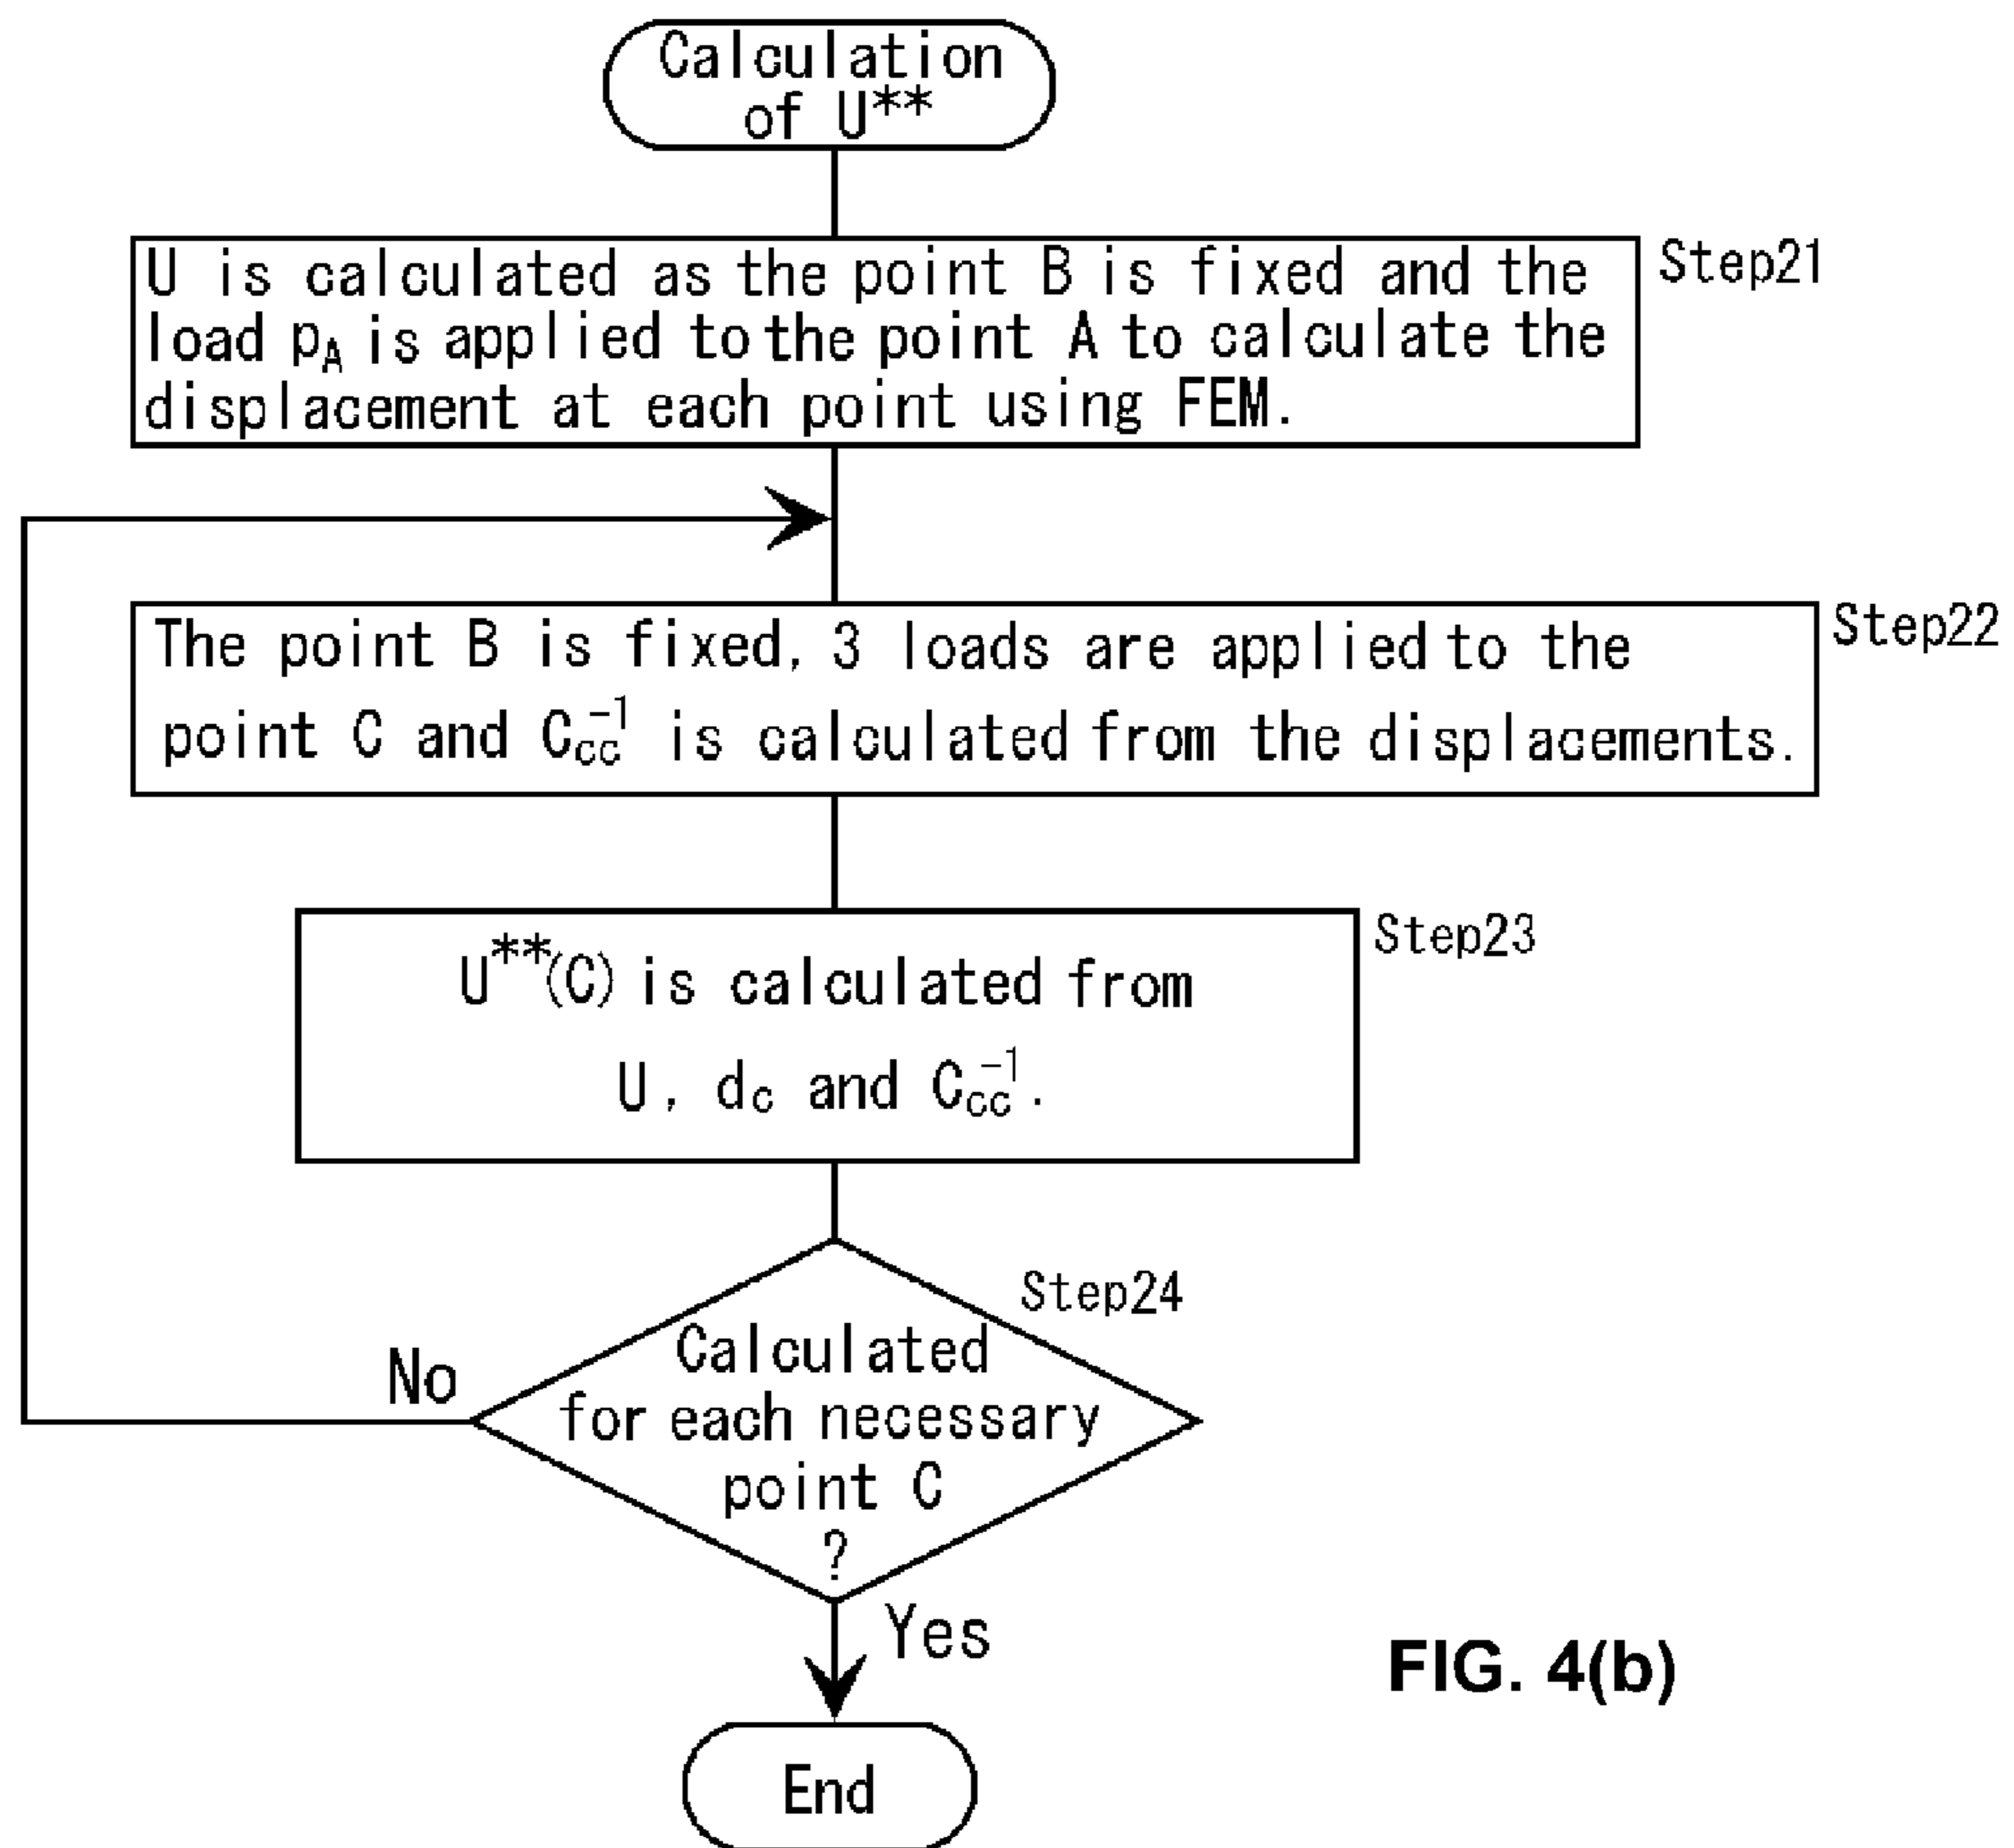 Calculation
of U**
U is calculated as the point B is fixed and the
load pA is applied to the point A to calculate the
displacement at each point using FEM.
Step21
The point B is fixed, 3 loads are applied to the
point C and Ccc⁻¹ is calculated from the displacements.
Step22
U**(C) is calculated from
U, dc and Ccc⁻¹.
Step23
Step24
Calculated
for each necessary
point C
?
No
Yes
End
FIG. 4(b)